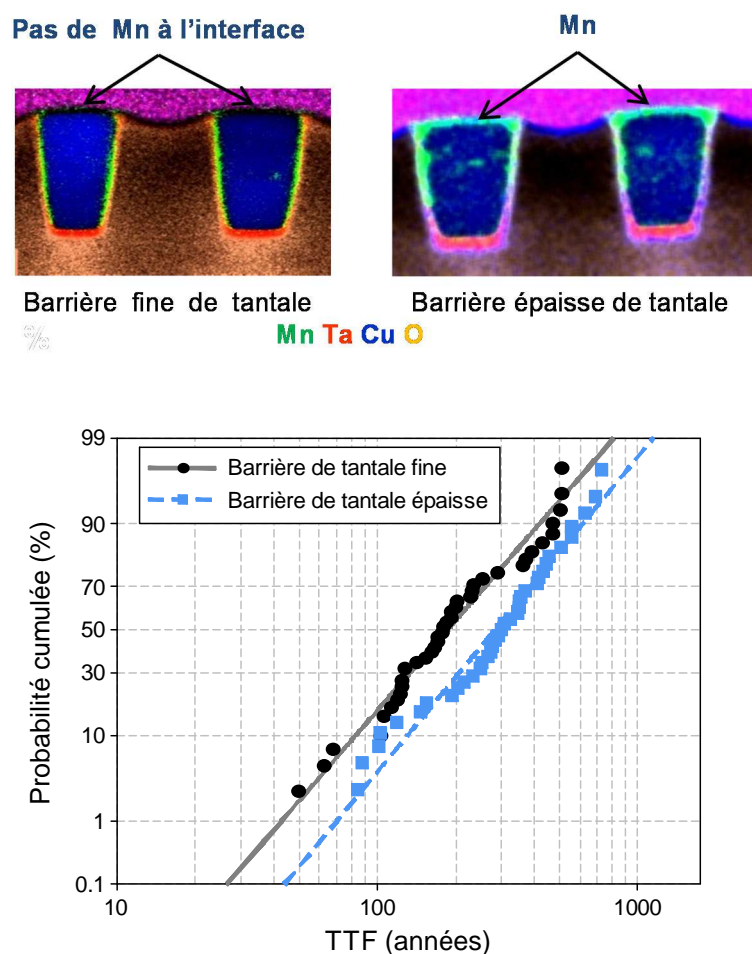 Pas de Mn à l'interface
Mn
Barrière fine de tantale
Barrière épaisse de tantale
%
Mn Ta Cu O
99
90
70
50
30
10
1
0.1
Probabilité cumulée (%)
Barrière de tantale fine
Barrière de tantale épaisse
10
100
1000
TTF (années)